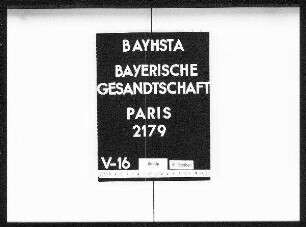 BAYHSTA
BAYERISCHE
GESANDTSCHAFT
PARIS
2179
V-16